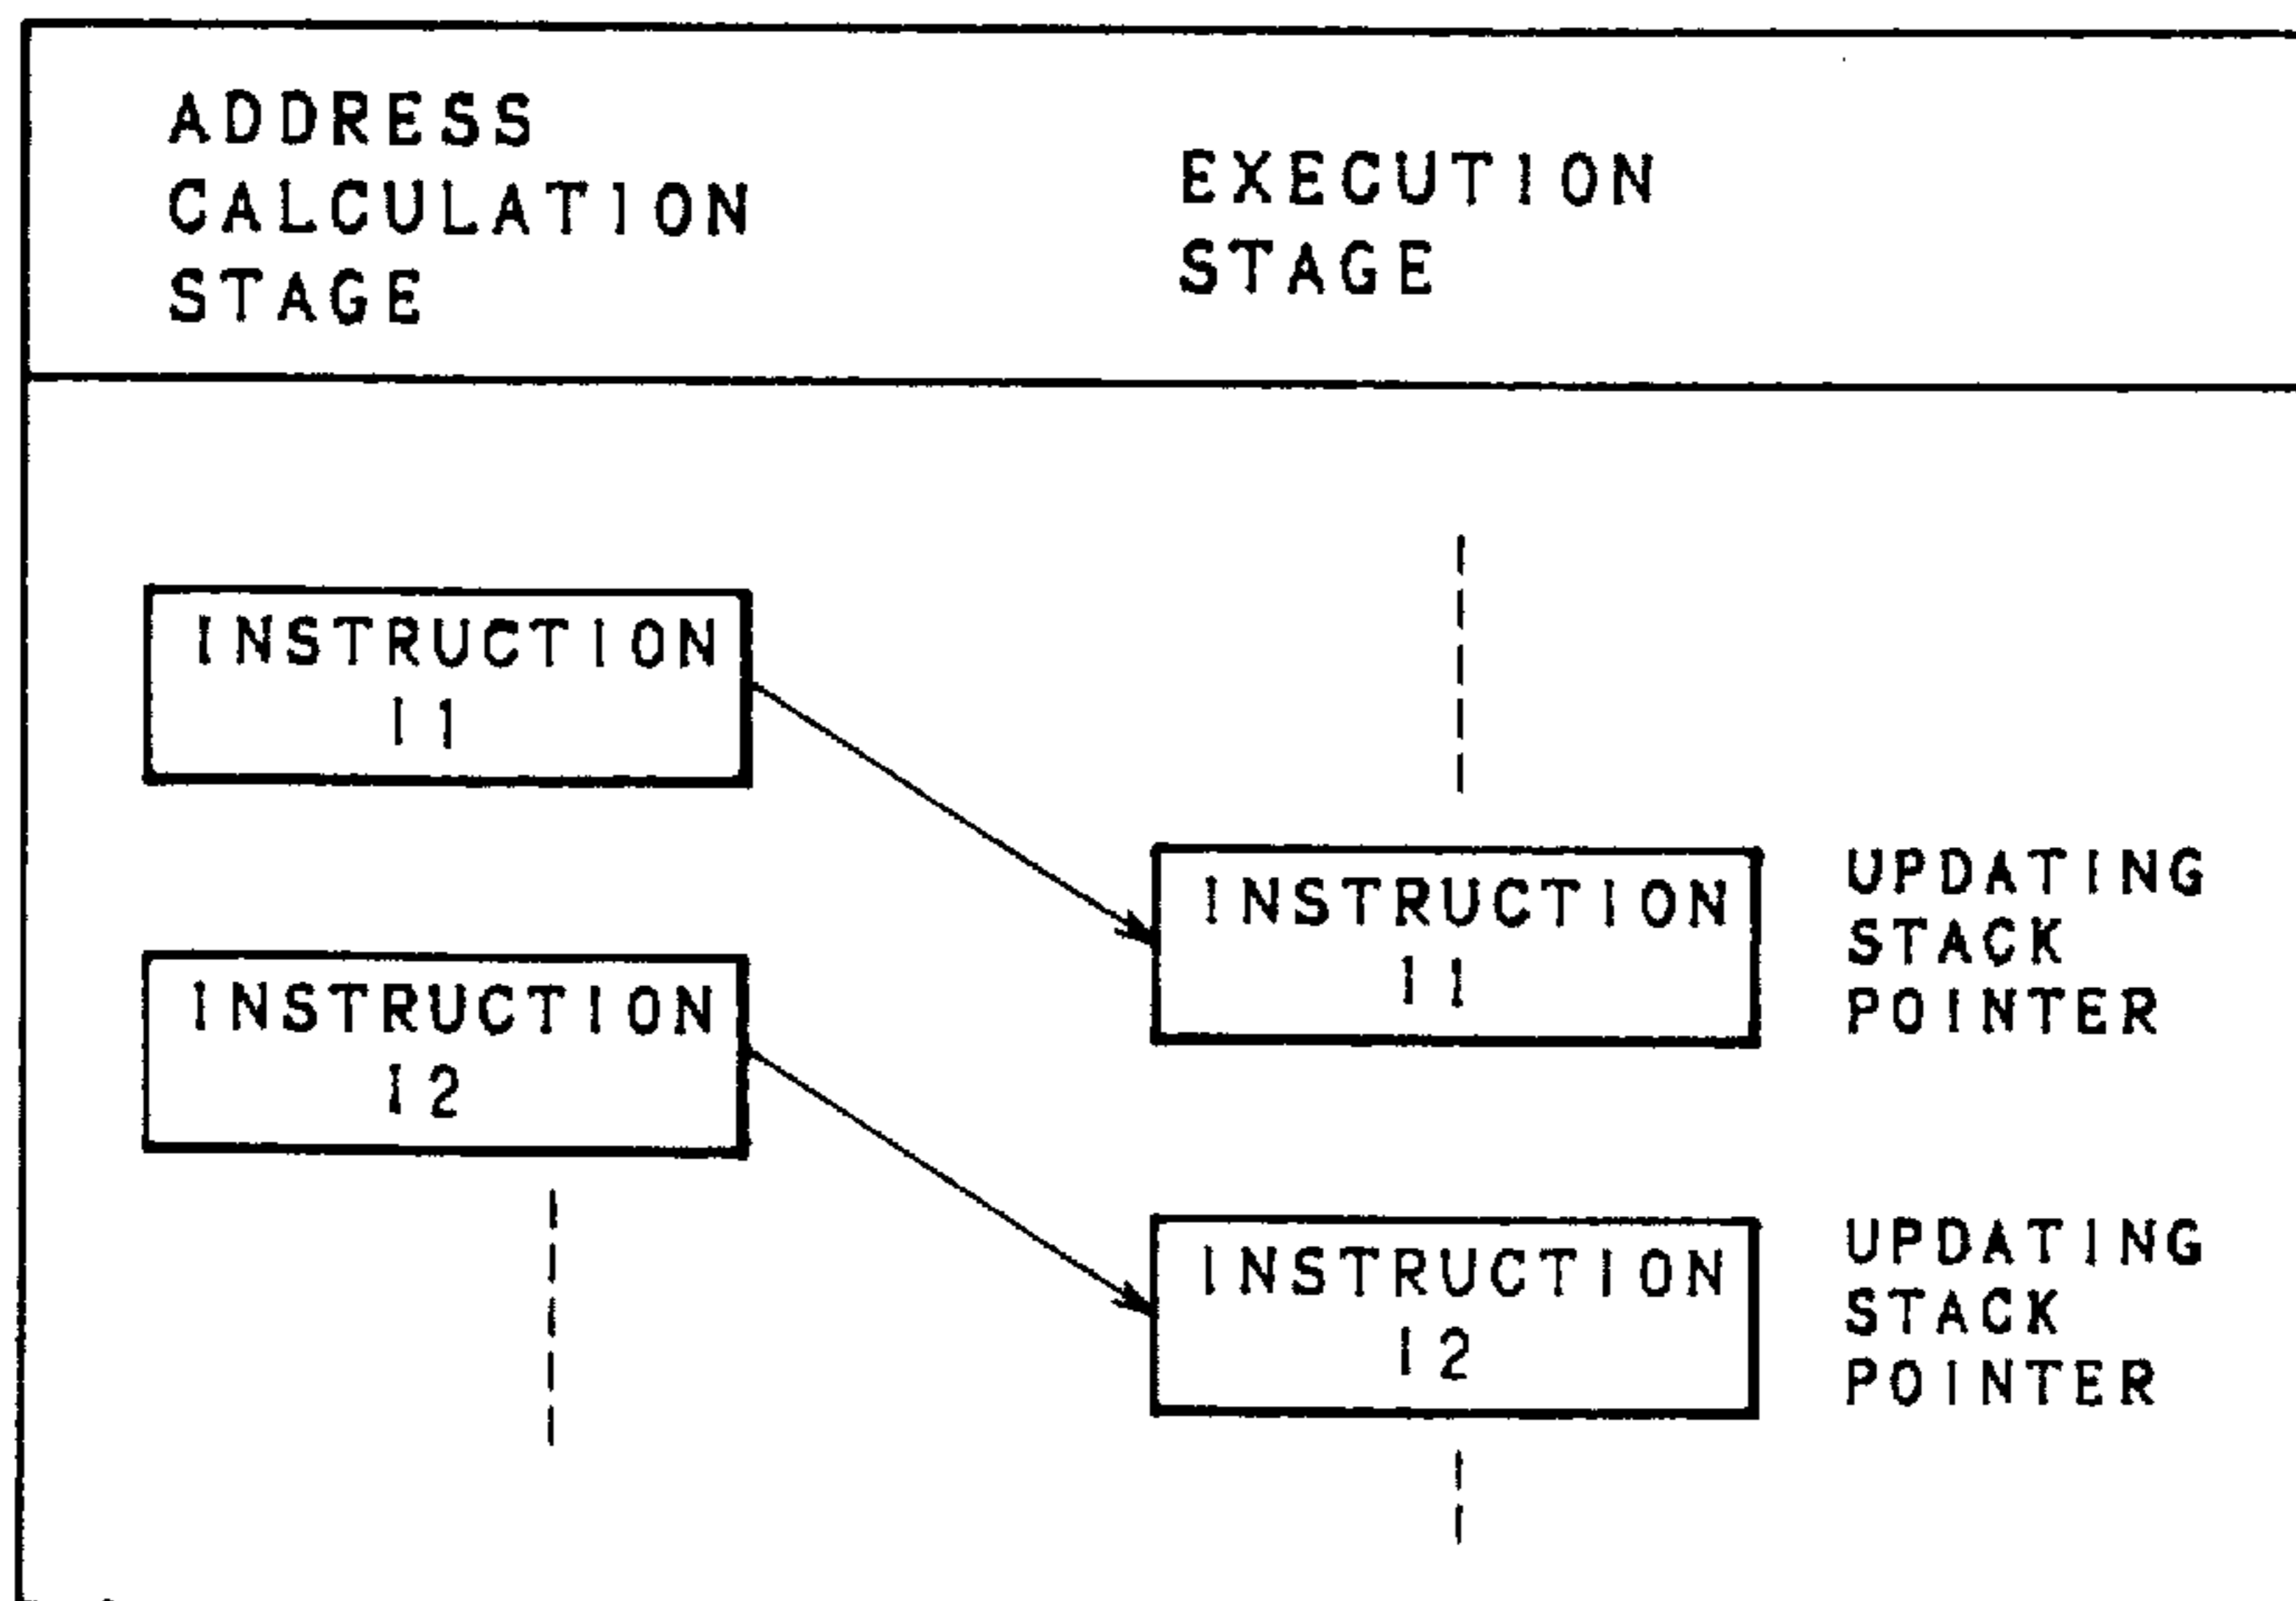 ADDRESS
CALCULATION
STAGE
EXECUTION
STAGE
INSTRUCTION
I1
INSTRUCTION
I1
UPDATING
STACK
POINTER
INSTRUCTION
I2
INSTRUCTION
I2
UPDATING
STACK
POINTER